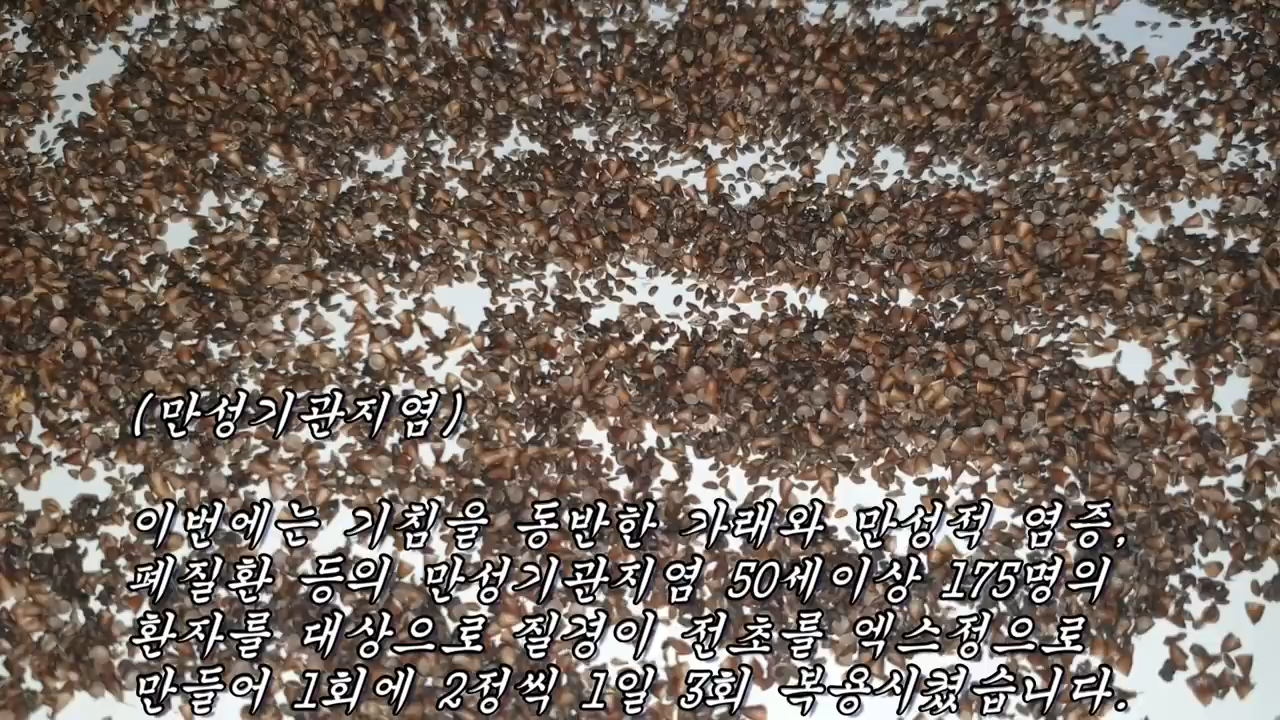 (만성기관지염)
이번에는 기침을 동반한 가래와 만성적 염증,
폐질환 등의 만성기관지염 50세이상 175명의
환자를 대상으로 질경이 전초를 엑스정으로
만들어 1회에 2정씩 1일 3회 복용시켰습니다.